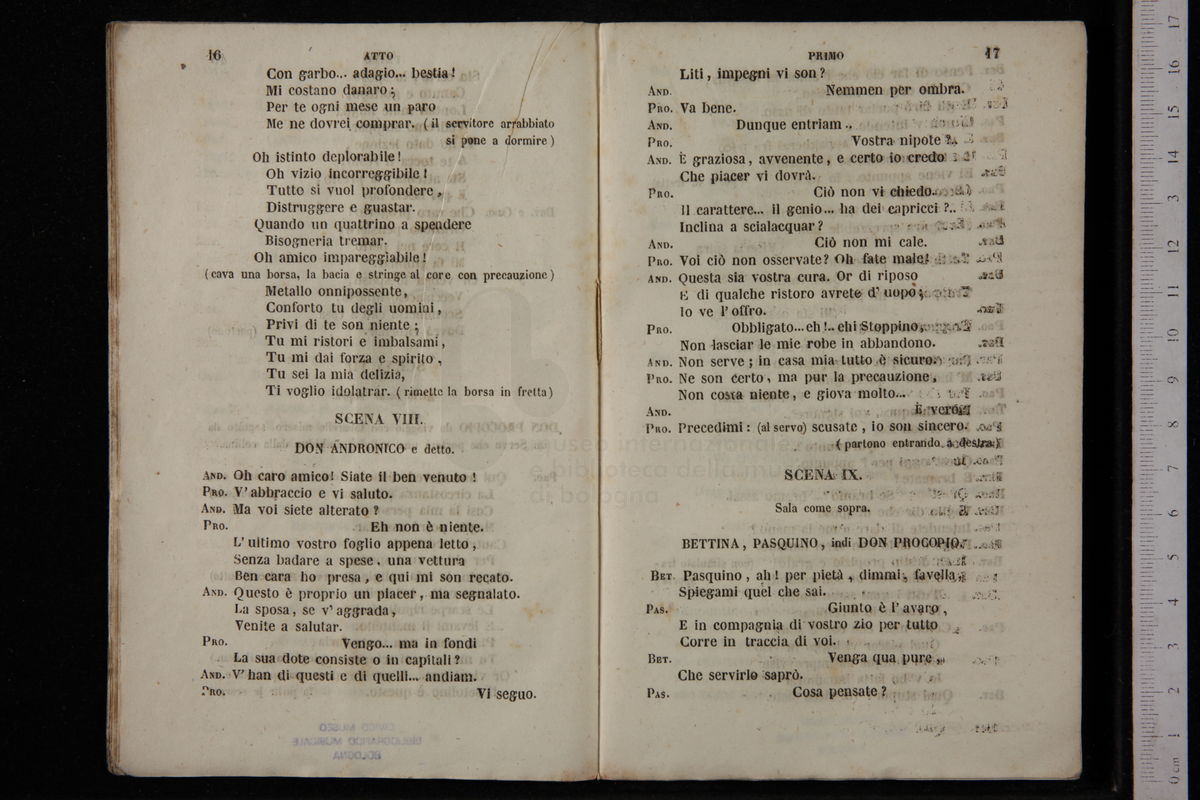 16 ATTO
Con garbo... adagio... bestia!
Mi costano danaro;
Per te ogni mese un paro
Me ne dovrei comprar. (il servitore arrabbiato
si pone a dormire)
Oh istinto deplorabile!
Oh vizio incorreggibile!
Tutto si vuol profondere,
Distruggere e guastar.
Quando un quattrino a spendere
Bisogneria tremar.
Oh amico impareggiabile!
(cava una borsa, la bacia e stringe al core con precauzione)
Metallo onnipossente,
Conforto tu degli uomini,
Privi di te son niente;
Tu mi ristori e imbalsami,
Tu mi dai forza e spirito,
Tu sei la mia delizia,
Ti voglio idolatrar. (rimette la borsa in fretta)
SCENA VIII.
DON ANDRONICO e detto.
AND. Oh caro amico! Siate il ben venuto!
PRO. V'abbraccio e vi saluto.
AND. Ma voi siete alterato?
PRO. Eh non è niente.
L'ultimo vostro foglio appena letto,
Senza badare a spese, una vettura
Ben cara ho presa, e qui mi son recato.
AND. Questo è proprio un piacer, ma segnalato.
La sposa, se v'aggrada,
Venite a salutar.
PRO. Vengo... ma in fondi
La sua dote consiste o in capitali?
AND. V'han di questi e di quelli... andiam.
PRO. Vi seguo.
CIVICO MUSEO
BIBLIOGRAFICO MUSICALE
BOLOGNA
PRIMO 17
Liti, impegni vi son?
AND. Nemmen per ombra.
PRO. Va bene.
AND. Dunque entriam..
PRO. Vostra nipote?..
AND. È graziosa, avvenente, e certo io credo
Che piacer vi dovrà.
PRO. Ciò non vi chiedo.
Il carattere... il genio... ha dei capricci?..
Inclina a scialacquar?
AND. Ciò non mi cale.
PRO. Voi ciò non osservate? Oh fate male!
AND. Questa sia vostra cura. Or di riposo
E di qualche ristoro avrete d'uopo;
Io ve l'offro.
PRO. Obbligato... eh!.. ehi Stoppino,
Non lasciar le mie robe in abbandono.
AND. Non serve; in casa mia tutto è sicuro.
PRO. Ne son certo, ma pur la precauzione,
Non costa niente, e giova molto...
AND. È vero.
PRO. Precedimi: (al servo) scusate, io son sincero.
(partono entrando a destra)
SCENA IX.
Sala come sopra.
BETTINA, PASQUINO, indi DON PROCOPIO.
BET. Pasquino, ah! per pietà, dimmi, favella,
Spiegami quel che sai.
PAS. Giunto è l'avaro,
E in compagnia di vostro zio per tutto
Corre in traccia di voi.
BET. Venga qua pure,
Che servirlo saprò.
PAS. Cosa pensate?
museo internazionale
e biblioteca della musica
di bologna